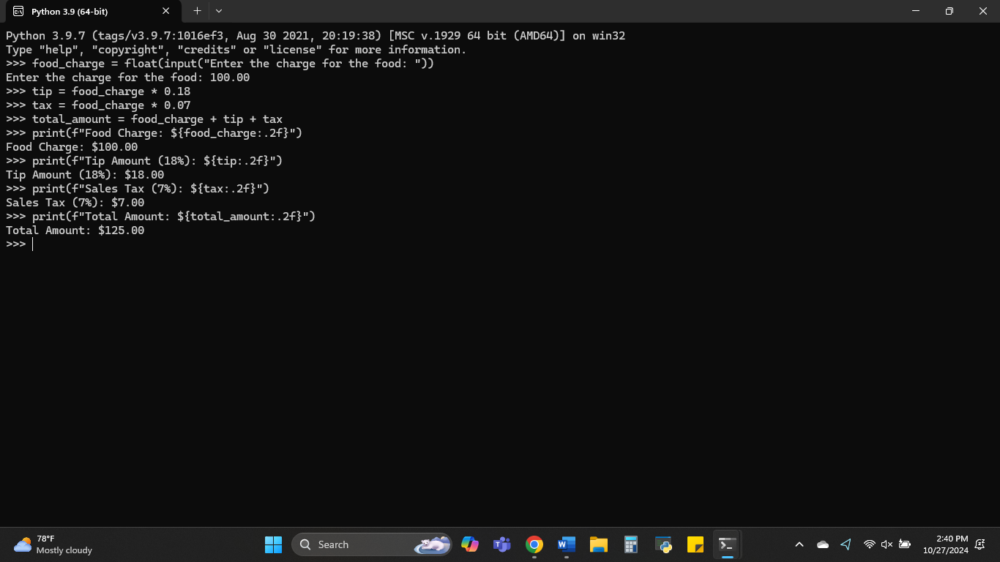 Python 3.9 (64-bit)
Python 3.9.7 (tags/v3.9.7:1016ef3, Aug 30 2021, 20:19:38) [MSC v.1929 64 bit (AMD64)] on win32
Type "help", "copyright", "credits" or "license" for more information.
>>> food_charge = float(input("Enter the charge for the food: "))
Enter the charge for the food: 100.00
>>> tip = food_charge * 0.18
>>> tax = food_charge * 0.07
>>> total_amount = food_charge + tip + tax
>>> print(f"Food Charge: ${food_charge:.2f}")
Food Charge: $100.00
>>> print(f"Tip Amount (18%): ${tip:.2f}")
Tip Amount (18%): $18.00
>>> print(f"Sales Tax (7%): ${tax:.2f}")
Sales Tax (7%): $7.00
>>> print(f"Total Amount: ${total_amount:.2f}")
Total Amount: $125.00
>>>
78°F
Mostly cloudy
Search
2:40 PM
10/27/2024